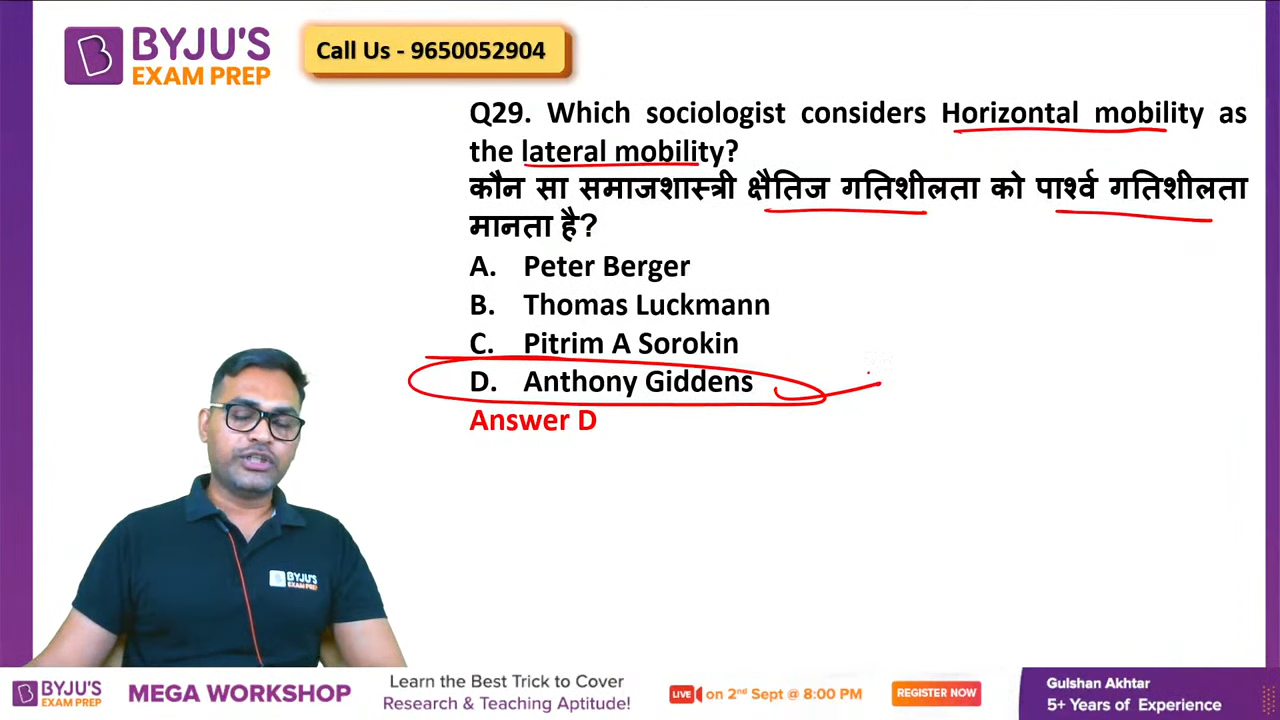 BYJU'S
EXAM PREP
Call Us - 9650052904
Q29. Which sociologist considers Horizontal mobility as
the lateral mobility?
कौन सा समाजशास्त्री क्षैतिज गतिशीलता को पार्श्व गतिशीलता
मानता है?
A. Peter Berger
B. Thomas Luckmann
C. Pitrim A Sorokin
D. Anthony Giddens
Answer D
BYJU'S
EXAM PREP
BYJU'S
EXAM PREP
MEGA WORKSHOP
Learn the Best Trick to Cover
Research & Teaching Aptitude!
LIVE on 2nd Sept @ 8:00 PM
REGISTER NOW
Gulshan Akhtar
5+ Years of Experience